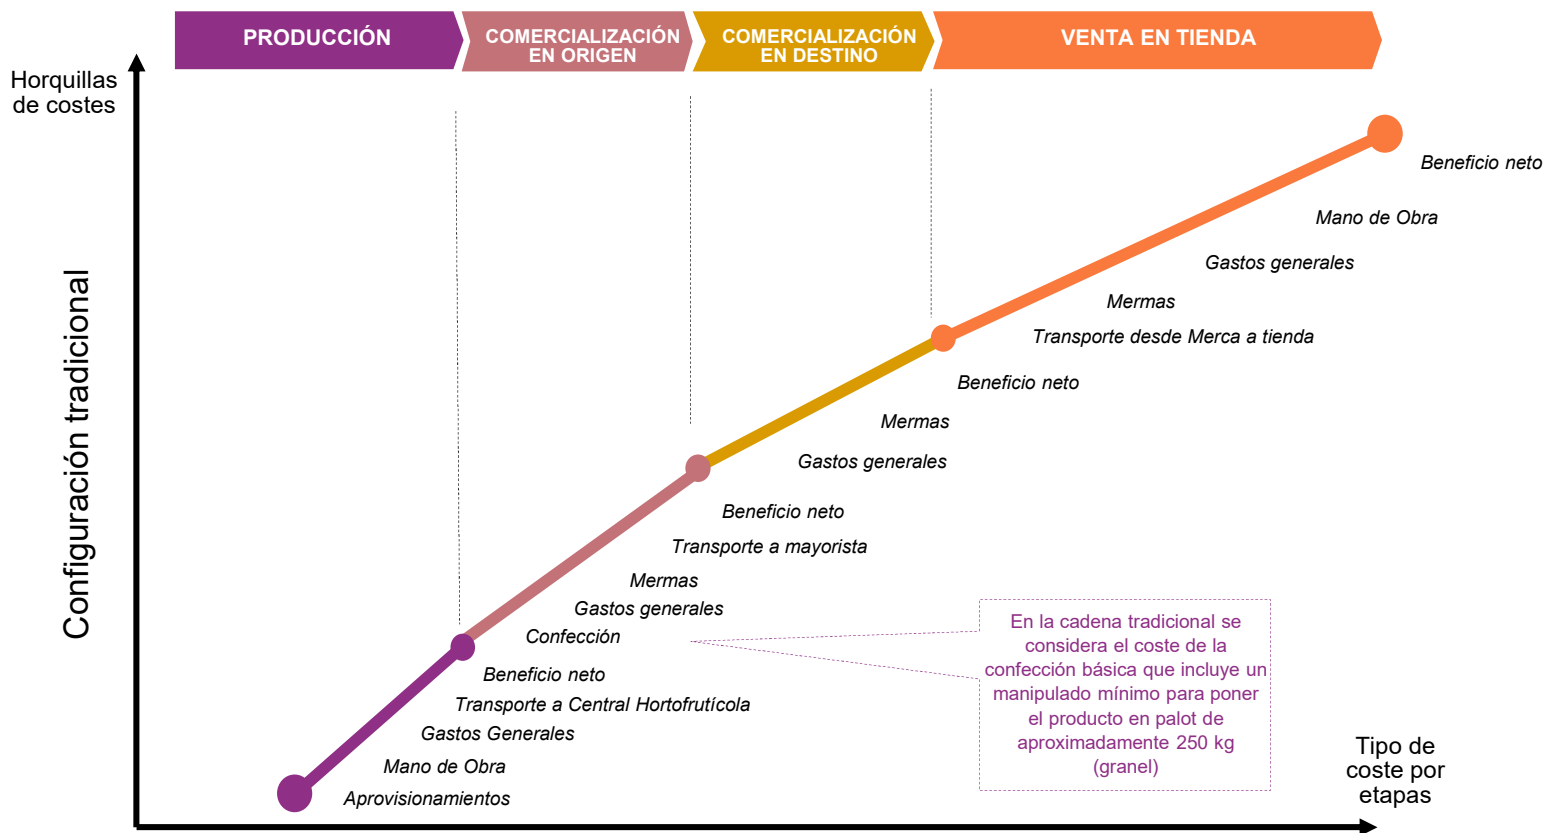 PRODUCCIÓN
COMERCIALIZACIÓN
EN ORIGEN
COMERCIALIZACIÓN
EN DESTINO
VENTA EN TIENDA
Horquillas
de costes
Configuración tradicional
Beneficio neto
Mano de Obra
Gastos generales
Mermas
Transporte desde Merca a tienda
Beneficio neto
Mermas
Gastos generales
Beneficio neto
Transporte a mayorista
Mermas
Gastos generales
Confección
Beneficio neto
Transporte a Central Hortofrutícola
Gastos Generales
Mano de Obra
Aprovisionamientos
En la cadena tradicional se
considera el coste de la
confección básica que incluye un
manipulado mínimo para poner
el producto en palot de
aproximadamente 250 kg
(granel)
Tipo de
coste por
etapas